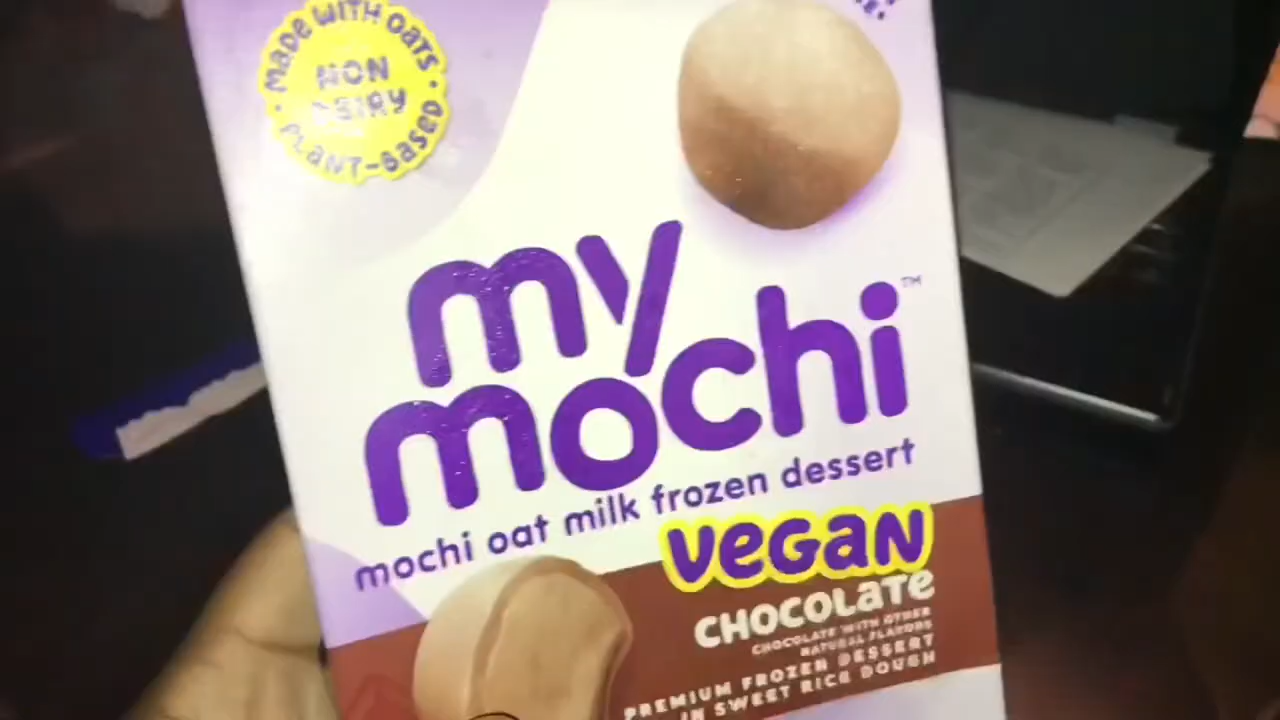 MADE WITH OATS
NON
DAIRY
PLANT-BASED
my
mochi
TM
mochi oat milk frozen dessert
VEGAN
CHOCOLATE
CHOCOLATE WITH OTHER
NATURAL FLAVORS
PREMIUM FROZEN DESSERT
IN SWEET RICE DOUGH